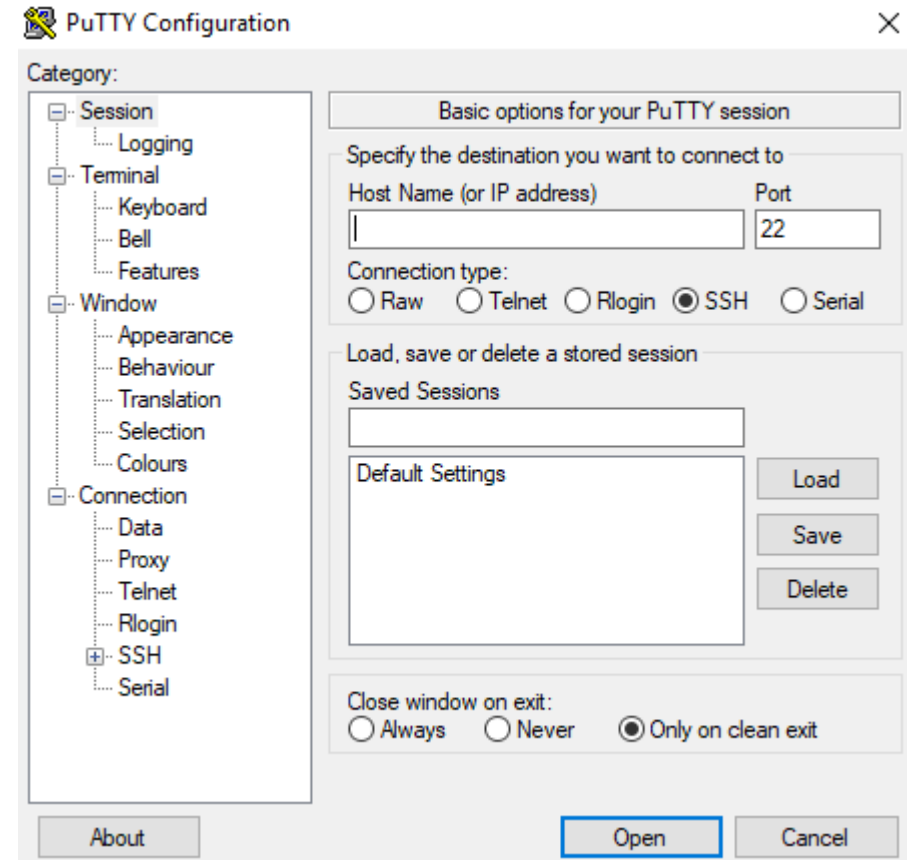 PuTTY Configuration
Category:
Session
Logging
Terminal
Keyboard
Bell
Features
Window
Appearance
Behaviour
Translation
Selection
Colours
Connection
Data
Proxy
Telnet
Rlogin
SSH
Serial
Basic options for your PuTTY session
Specify the destination you want to connect to
Host Name (or IP address) Port
22
Connection type:
Raw Telnet Rlogin SSH Serial
Load, save or delete a stored session
Saved Sessions
Default Settings
Load
Save
Delete
Close window on exit:
Always Never Only on clean exit
About Open Cancel